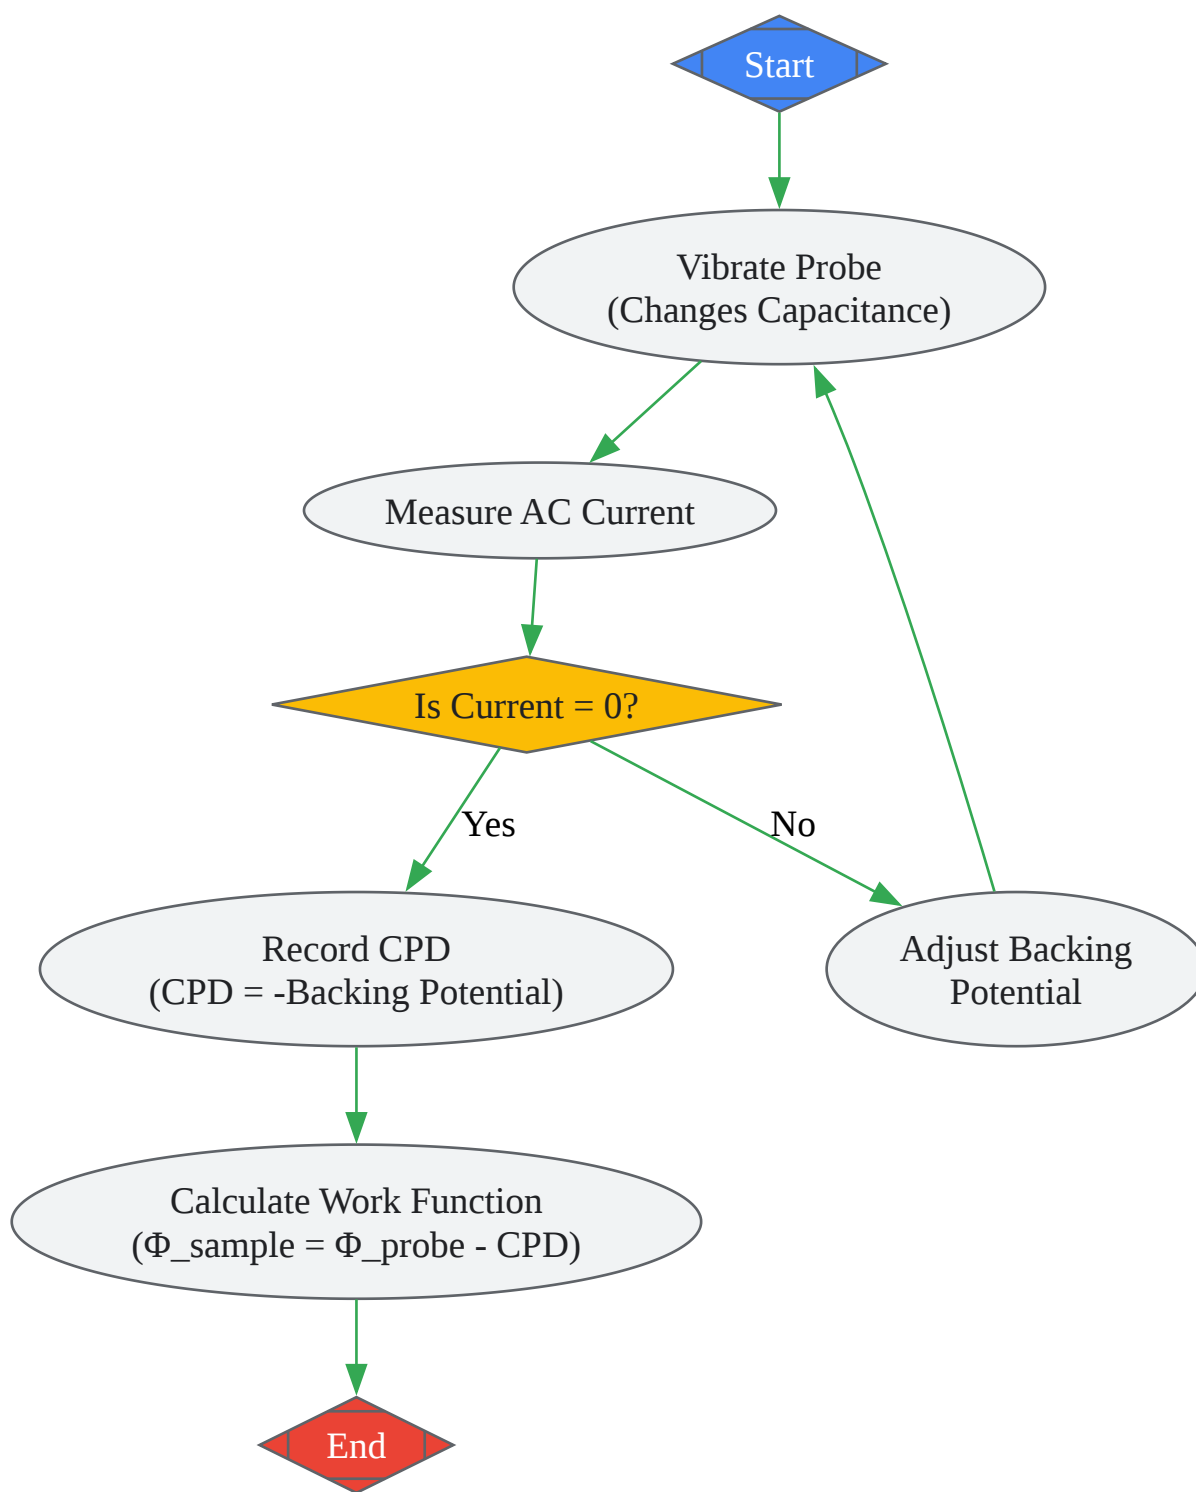 Start
Vibrate Probe
(Changes Capacitance)
Measure AC Current
Is Current = 0?
Yes
No
Record CPD
(CPD = -Backing Potential)
Adjust Backing
Potential
Calculate Work Function
(Φ_sample = Φ_probe - CPD)
End